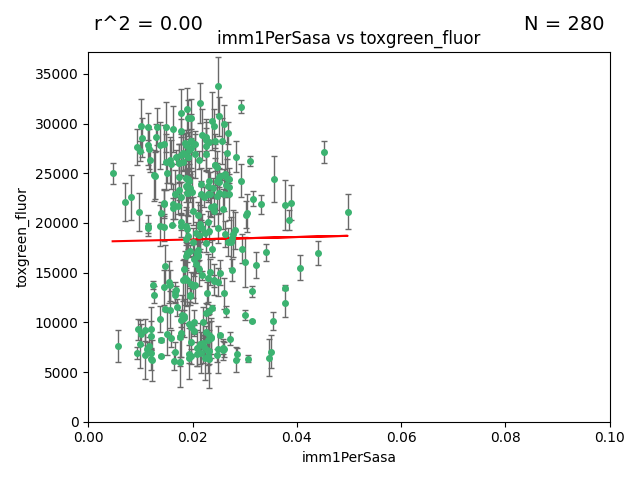 r^2 = 0.00 N = 280
imm1PerSasa vs toxgreen_fluor
35000
30000
25000
20000
15000
10000
5000
0
toxgreen_fluor
0.00 0.02 0.04 0.06 0.08 0.10
imm1PerSasa